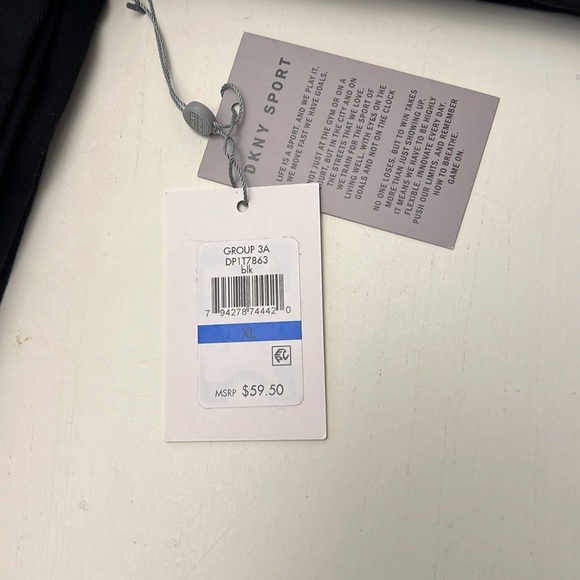 DKNY SPORT
LIFE IS A SPORT. AND WE PLAY IT.
WE MOVE FAST WE HAVE GOALS.
NOT JUST AT THE GYM OR ON A
COURT, BUT IN THE CITY AND ON
THE STREETS THAT WE LOVE.
WE TRAIN FOR THE SPORT OF
LIVING WELL. WITH EYES ON THE
GOALS AND NOT ON THE CLOCK
NO ONE LOSES. BUT TO WIN TAKES
MORE THAN JUST SHOWING UP.
IT MEANS WE HAVE TO BE HIGHLY
FLEXIBLE. INNOVATE EVERY DAY.
PUSH OUR LIMITS. AND REMEMBER
HOW TO BREATHE.
GAME ON.
GROUP 3A
DP1T7863
blk
7 94278 74442 0
XL
MSRP $59.50